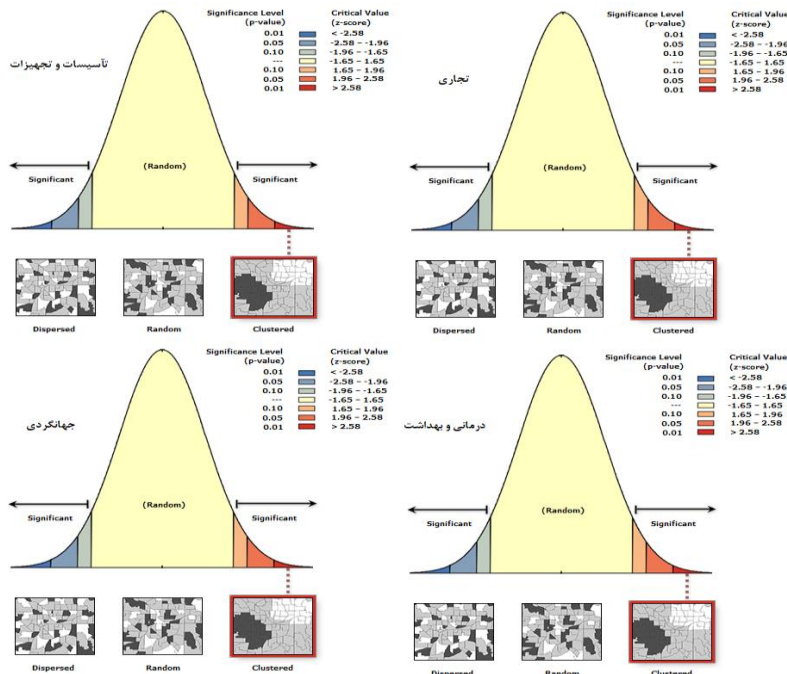 Significance Level Critical Value
(p-value) (z-score)
0.01 < -2.58
0.05 -2.58 – -1.96
0.10 -1.96 – -1.65
--- -1.65 – 1.65
0.10 1.65 – 1.96
0.05 1.96 – 2.58
0.01 > 2.58
تأسیسات و تجهیزات
(Random)
Significant Significant
Dispersed Random Clustered
Significance Level Critical Value
(p-value) (z-score)
0.01 < -2.58
0.05 -2.58 – -1.96
0.10 -1.96 – -1.65
--- -1.65 – 1.65
0.10 1.65 – 1.96
0.05 1.96 – 2.58
0.01 > 2.58
تجاری
(Random)
Significant Significant
Dispersed Random Clustered
Significance Level Critical Value
(p-value) (z-score)
0.01 < -2.58
0.05 -2.58 – -1.96
0.10 -1.96 – -1.65
--- -1.65 – 1.65
0.10 1.65 – 1.96
0.05 1.96 – 2.58
0.01 > 2.58
جهانگردی
(Random)
Significant Significant
Dispersed Random Clustered
Significance Level Critical Value
(p-value) (z-score)
0.01 < -2.58
0.05 -2.58 – -1.96
0.10 -1.96 – -1.65
--- -1.65 – 1.65
0.10 1.65 – 1.96
0.05 1.96 – 2.58
0.01 > 2.58
درمانی و بهداشت
(Random)
Significant Significant
Dispersed Random Clustered